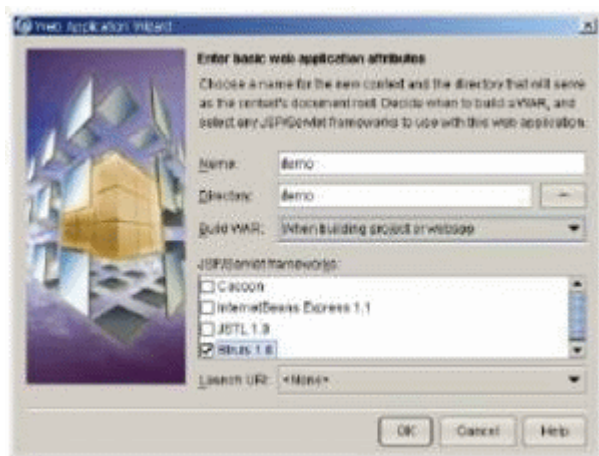 Web Application Wizard
Enter basic web application attributes
Choose a name for the new context and the directory that will serve
as the context's document root. Decide when to build a WAR, and
select any JSP/Servlet frameworks to use with this web application.
Name: demo
Directory: demo ...
Build WAR: When building project or webapp
JSP/Servlet frameworks:
Cocoon
InternetBeans Express 1.1
JSTL 1.0
Struts 1.0
Launch URI: <None>
OK Cancel Help